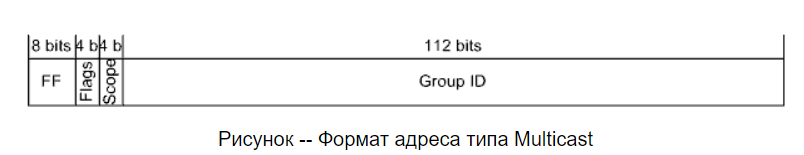 8 bits 4 b 4 b 112 bits
FF Flags Scope Group ID
Рисунок -- Формат адреса типа Multicast